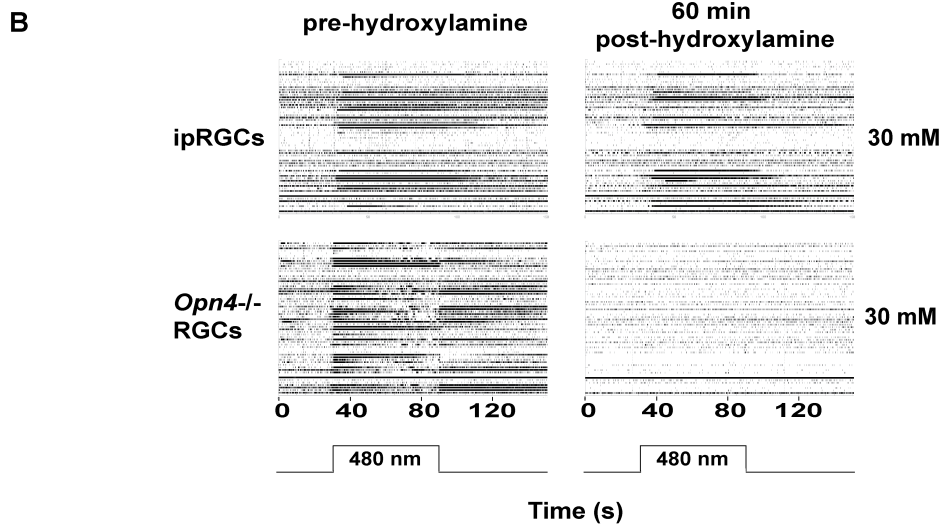 B
pre-hydroxylamine
60 min
post-hydroxylamine
ipRGCs
30 mM
Opn4-/-
RGCs
30 mM
0 40 80 120
0 40 80 120
480 nm
480 nm
Time (s)